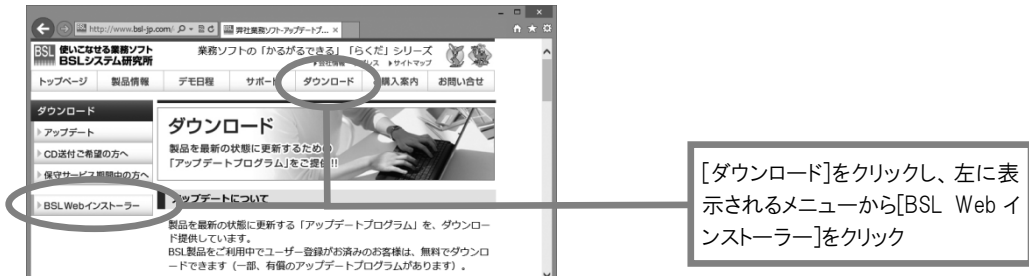 http://www.bsl-jp.com/
弊社業務ソフト-アップデートプ...
BSL 使いこなせる業務ソフト
BSLシステム研究所
業務ソフトの「かるがるできる」「らくだ」シリーズ
サイトマップ
トップページ 製品情報 デモ日程 サポート ダウンロード 購入案内 お問い合せ
ダウンロード
アップデート
CD送付ご希望の方へ
保守サービス期間中の方へ
BSL Webインストーラー
ダウンロード
製品を最新の状態に更新するための
「アップデートプログラム」をご提供!!
アップデートについて
製品を最新の状態に更新する「アップデートプログラム」を、ダウンロー
ド提供しています。
BSL製品をご利用中でユーザー登録がお済みのお客様は、無料でダウンロ
ードできます（一部、有償のアップデートプログラムがあります）。
[ダウンロード]をクリックし、左に表
示されるメニューから[BSL Web イ
ンストーラー]をクリック